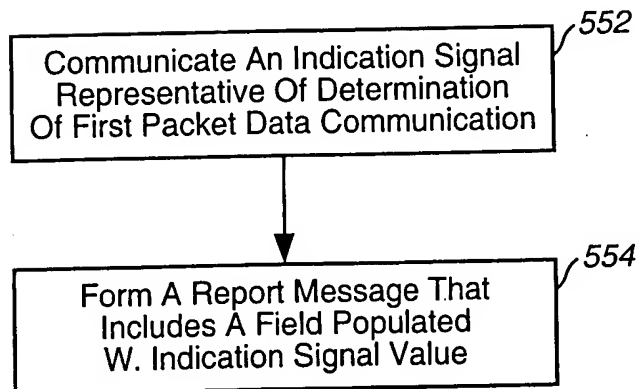 552
Communicate An Indication Signal
Representative Of Determination
Of First Packet Data Communication
554
Form A Report Message That
Includes A Field Populated
W. Indication Signal Value